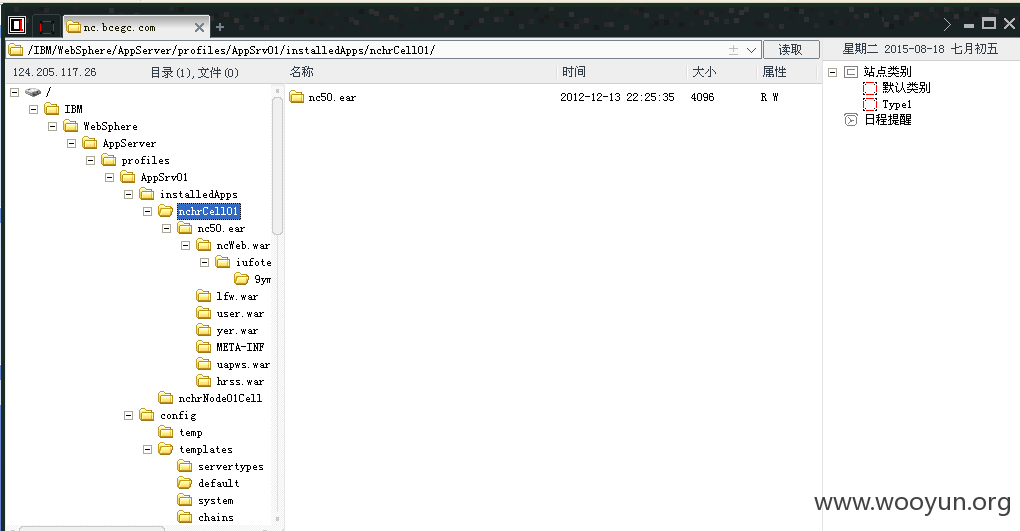 nc.bcegc.com
/IBM/WebSphere/AppServer/profiles/AppSrv01/installedApps/nchrCell01/
读取
星期二 2015-08-18 七月初五
124.205.117.26
目录(1),文件(0)
名称 时间 大小 属性
nc50.ear 2012-12-13 22:25:35 4096 R W
/
IBM
WebSphere
AppServer
profiles
AppSrv01
installedApps
nchrCell01
nc50.ear
ncWeb.war
iufote
9yw
lfw.war
user.war
yer.war
META-INF
uapws.war
hrss.war
nchrNode01Cell
config
temp
templates
servertypes
default
system
chains
站点类别
默认类别
Type1
日程提醒
www.wooyun.org